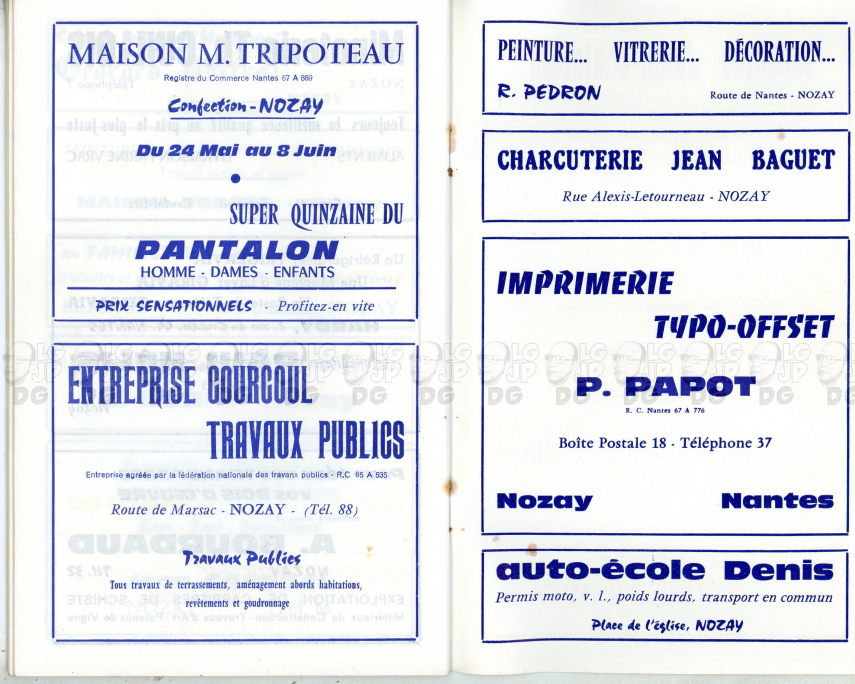 MAISON M. TRIPOTEAU
Registre du Commerce Nantes 67 A 869
Confection - NOZAY
Du 24 Mai au 8 Juin
SUPER QUINZAINE DU
PANTALON
HOMME - DAMES - ENFANTS
PRIX SENSATIONNELS - Profitez-en vite
ENTREPRISE COURCOUL
TRAVAUX PUBLICS
Entreprise agréée par la fédération nationale des travanx publics - R.C 65 A 535
Route de Marsac - NOZAY - (Tél. 88)
Travaux Publics
Tous travaux de terrassements, aménagement abords habitations,
revêtements et goudronnage
PEINTURE... VITRERIE... DÉCORATION...
R. PEDRON Route de Nantes - NOZAY
CHARCUTERIE JEAN BAGUET
Rue Alexis-Letourneau - NOZAY
IMPRIMERIE
TYPO-OFFSET
P. PAPOT
R. C. Nantes 67 A 776
Boîte Postale 18 - Téléphone 37
Nozay Nantes
auto-école Denis
Permis moto, v. l., poids lourds, transport en commun
Place de l'église, NOZAY